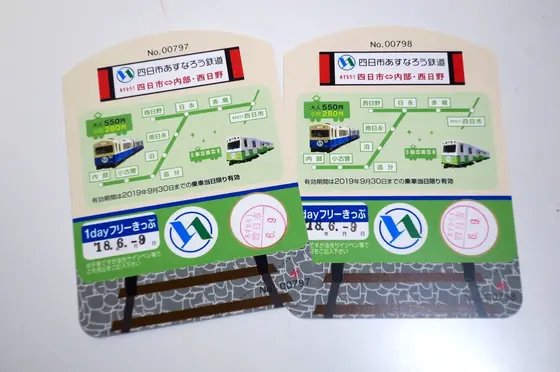 No. 00797
四日市あすなろう鉄道
四日市⇔内部・西日野
大人 550円
小児 280円
西日野
日永
赤堀
南日永
泊
追分
小古曽
内部
四日市
有効期間は2019年9月30日までの乗車当日限り有効
1dayフリーきっぷ
'18.6.-9
No. 00797
No. 00798
四日市あすなろう鉄道
四日市⇔内部・西日野
大人 550円
小児 280円
西日野
日永
赤堀
南日永
泊
追分
小古曽
内部
四日市
有効期間は2019年9月30日までの乗車当日限り有効
1dayフリーきっぷ
'18.6.-9